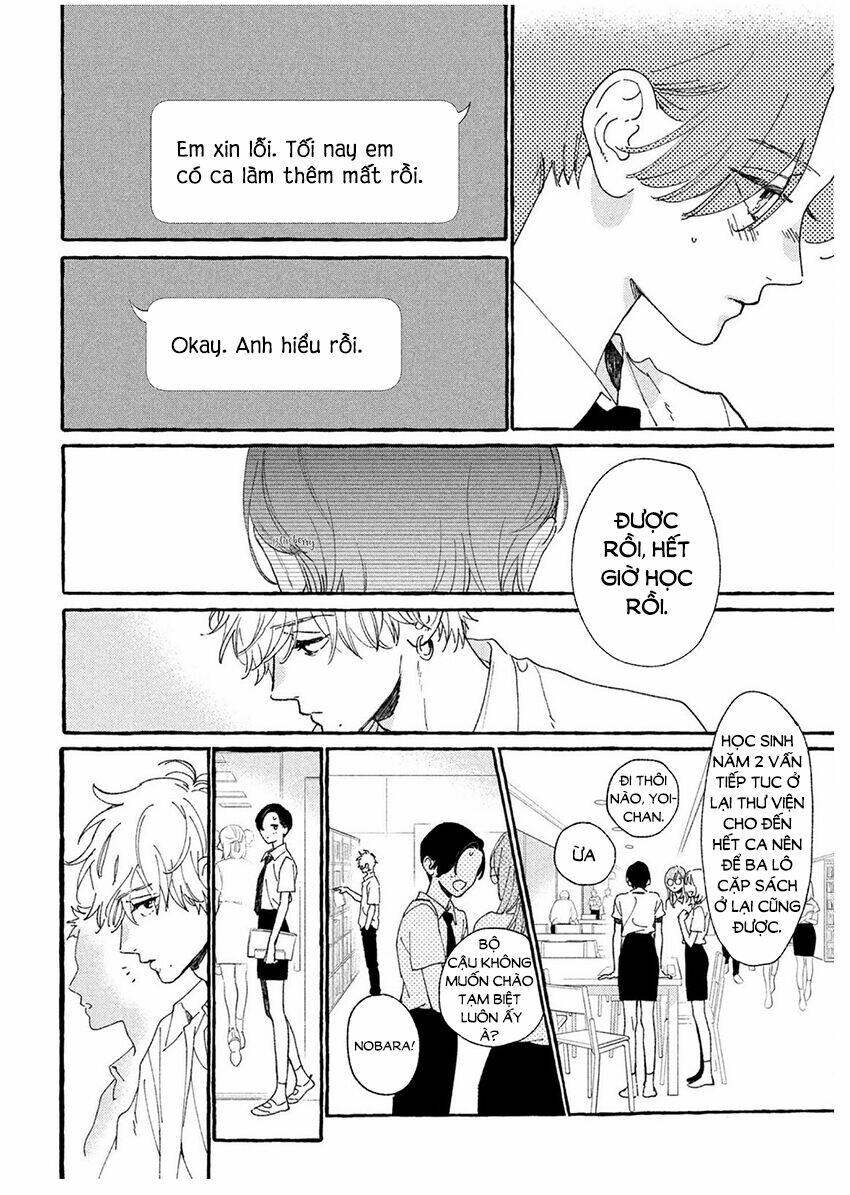 Em xin lỗi. Tối nay em
có ca làm thêm mất rồi.
Okay. Anh hiểu rồi.
ĐƯỢC
RỒI, HẾT
GIỜ HỌC
RỒI.
HỌC SINH
NĂM 2 VẪN
TIẾP TUC Ở
LẠI THƯ VIỆN
CHO ĐẾN
HẾT CA NÊN
ĐỂ BA LÔ
CẶP SÁCH
Ở LẠI CŨNG
ĐƯỢC.
ĐI THÔI
NÀO, YOI-
CHAN.
ỪA
BỘ
CẬU KHÔNG
MUỐN CHÀO
TẠM BIỆT
LUÔN ẤY
À?
NOBARA!